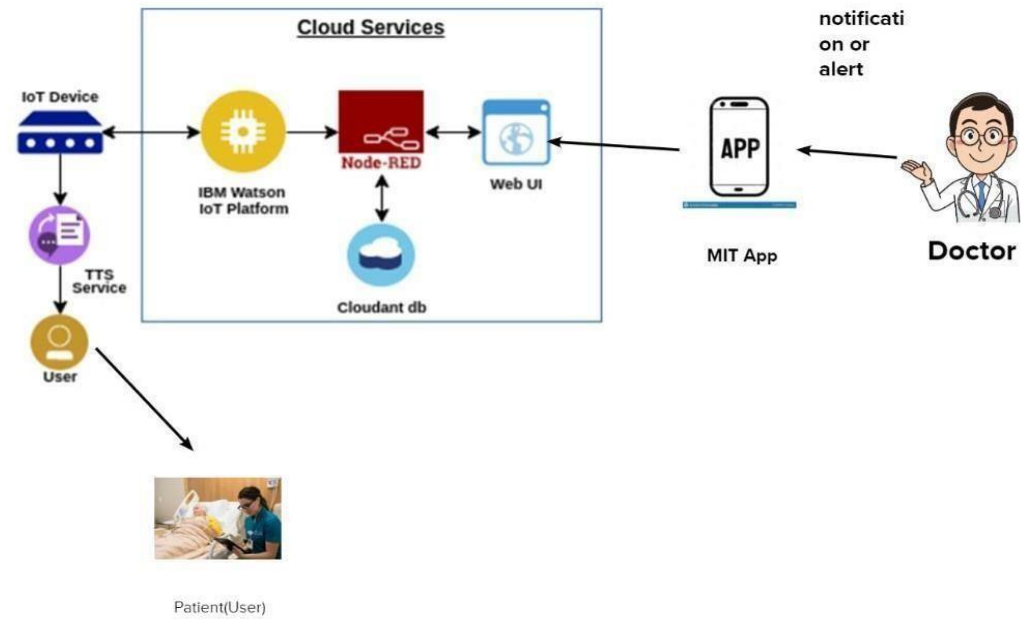 Cloud Services
notificati
on or
alert
IoT Device
APP
Node-RED
IBM Watson
IoT Platform
Web UI
MIT App
Doctor
TTS
Service
Cloudant db
User
Patient(User)